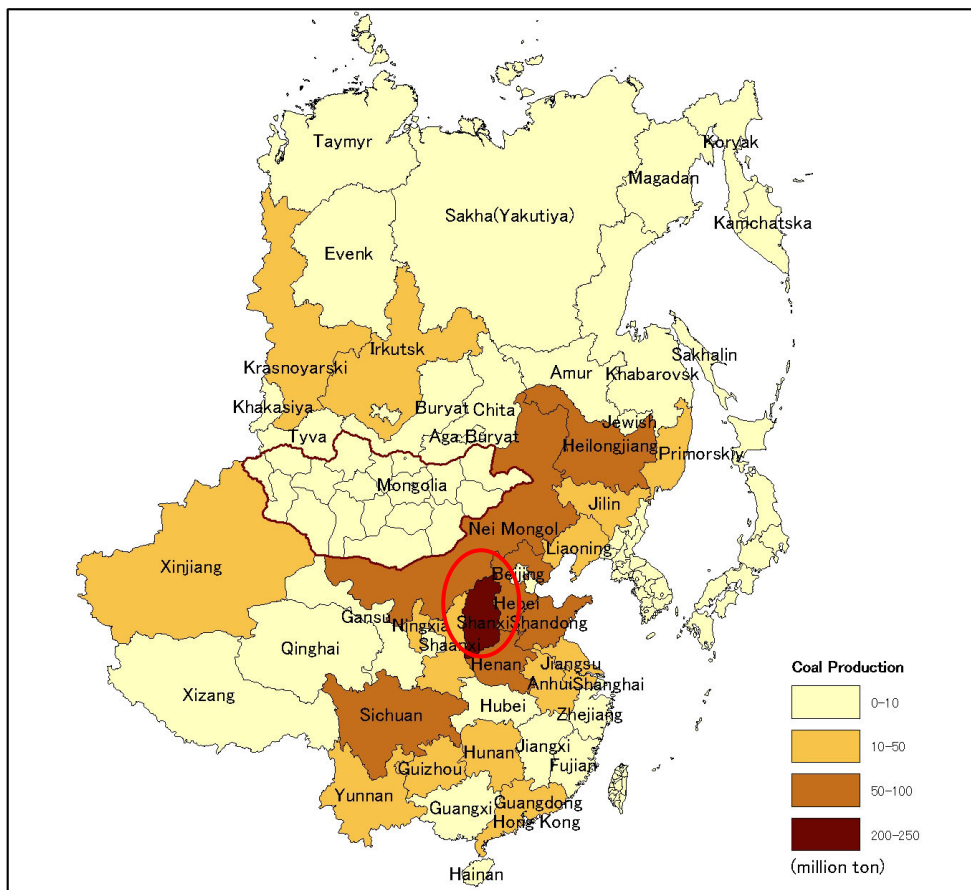 Taymyr
Koryak
Magadan
Sakha(Yakutiya)
Kamchatska
Evenk
Irkutsk
Sakhalin
Krasnoyarski
Amur
Khabarovsk
Khakasiya
Buryat
Chita
Jewish
Tyva
Aga Buryat
Heilongjiang
Primorskiy
Mongolia
Jilin
Nei Mongol
Liaoning
Xinjiang
Beijing
Hebei
Gansu
Ningxia
Shanxi
Shandong
Shaanxi
Qinghai
Henan
Jiangsu
Coal Production
Anhui
Shanghai
Xizang
Hubei
0-10
Sichuan
Zhejiang
Jiangxi
10-50
Hunan
Guizhou
Fujian
Yunnan
50-100
Guangxi
Guangdong
Hong Kong
200-250
(million ton)
Hainan